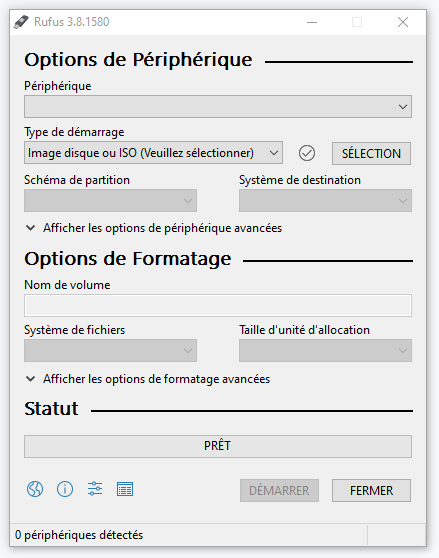 Rufus 3.8.1580
Options de Périphérique
Périphérique
Type de démarrage
Image disque ou ISO (Veuillez sélectionner) SÉLECTION
Schéma de partition Système de destination
Afficher les options de périphérique avancées
Options de Formatage
Nom de volume
Système de fichiers Taille d'unité d'allocation
Afficher les options de formatage avancées
Statut
PRÊT
DÉMARRER FERMER
0 périphériques détectés